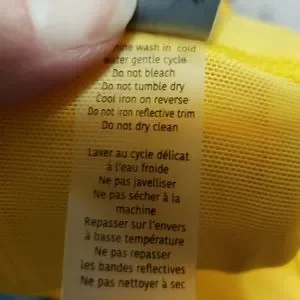 ine wash in cold
water gentle cycle
Do not bleach
Do not tumble dry
Cool iron on reverse
Do not iron reflective trim
Do not dry clean
Laver au cycle délicat
à l'eau froide
Ne pas javelliser
Ne pas sécher à la
machine
Repasser sur l'envers
à basse température
Ne pas repasser
les bandes reflectives
Ne pas nettoyer à sec